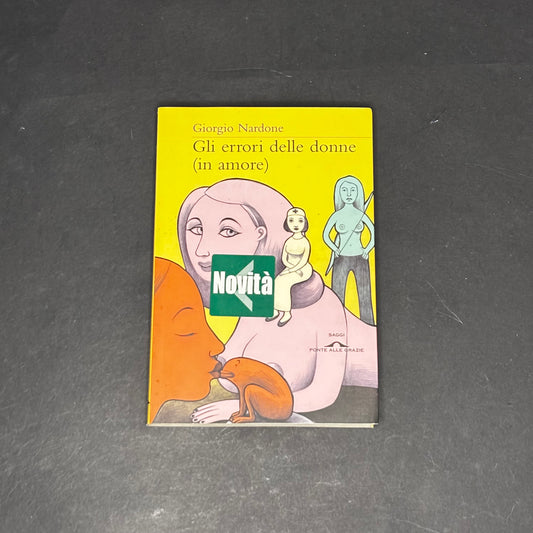 Giorgio Nardone
Gli errori delle donne
(in amore)
Novità
SAGGI
PONTE ALLE GRAZIE